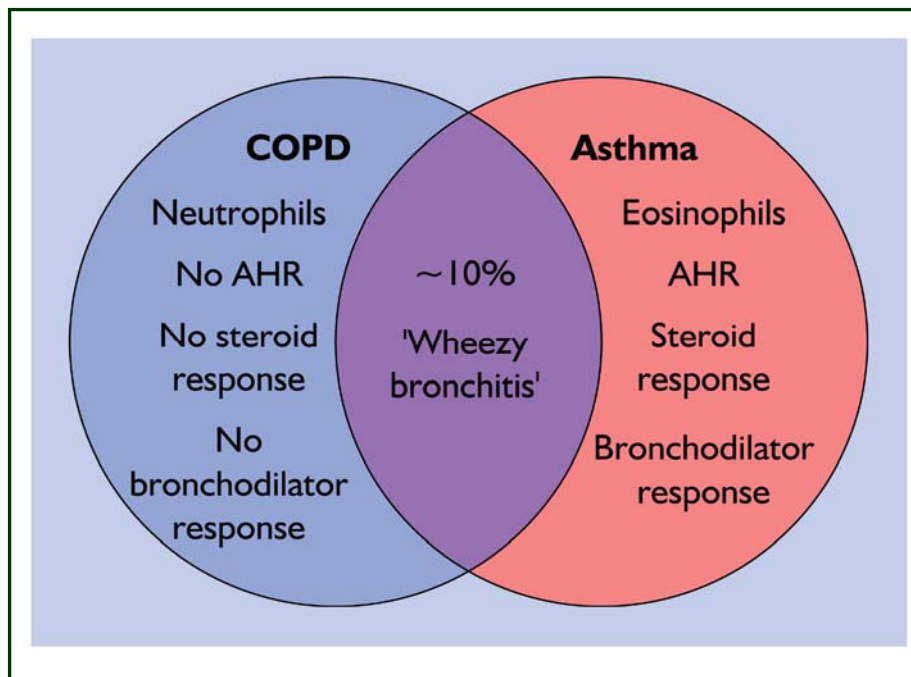 COPD
Neutrophils
No AHR
No steroid
response
No
bronchodilator
response
~10%
'Wheezy
bronchitis'
Asthma
Eosinophils
AHR
Steroid
response
Bronchodilator
response